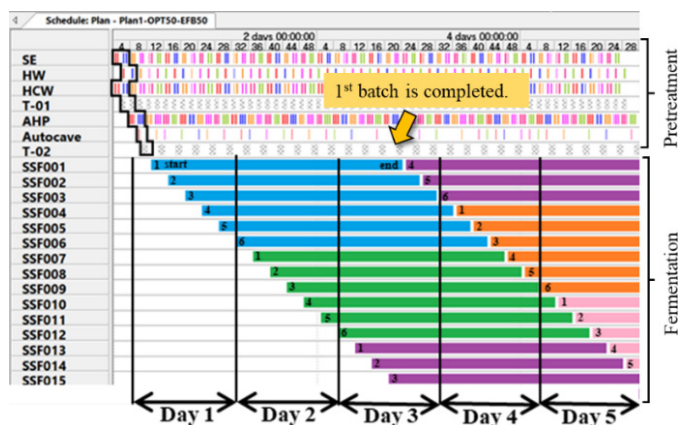 Schedule: Plan - Plan1-OPT50-EFB50
2 days 00:00:00 4 days 00:00:00
4 8 12 16 20 24 28 32 36 40 44 48 4 8 12 16 20 24 28 32 36 40 44 48 4 8 12 16 20 24 28
SE
HW
HCW
T-01
AHP
Autocave
T-02
1st batch is completed.
Pretreatment
SSF001 1 start end 4
SSF002 2 5
SSF003 3 6
SSF004 4 1
SSF005 5 2
SSF006 6 3
SSF007 1 4
SSF008 2 5
SSF009 3 6
SSF010 4 1
SSF011 5 2
SSF012 6 3
SSF013 1 4
SSF014 2 5
SSF015 3
Fermentation
Day 1 Day 2 Day 3 Day 4 Day 5